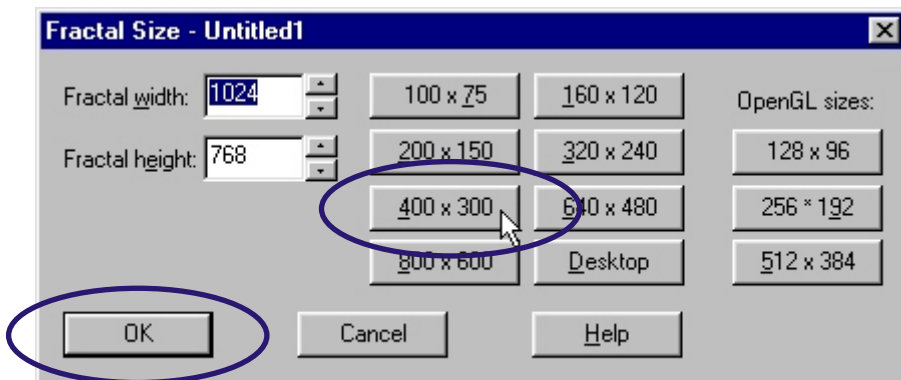 Fractal Size - Untitled1
Fractal width: 1024
100 x 75
160 x 120
OpenGL sizes:
Fractal height: 768
200 x 150
320 x 240
128 x 96
400 x 300
640 x 480
256 * 192
800 x 600
Desktop
512 x 384
OK
Cancel
Help